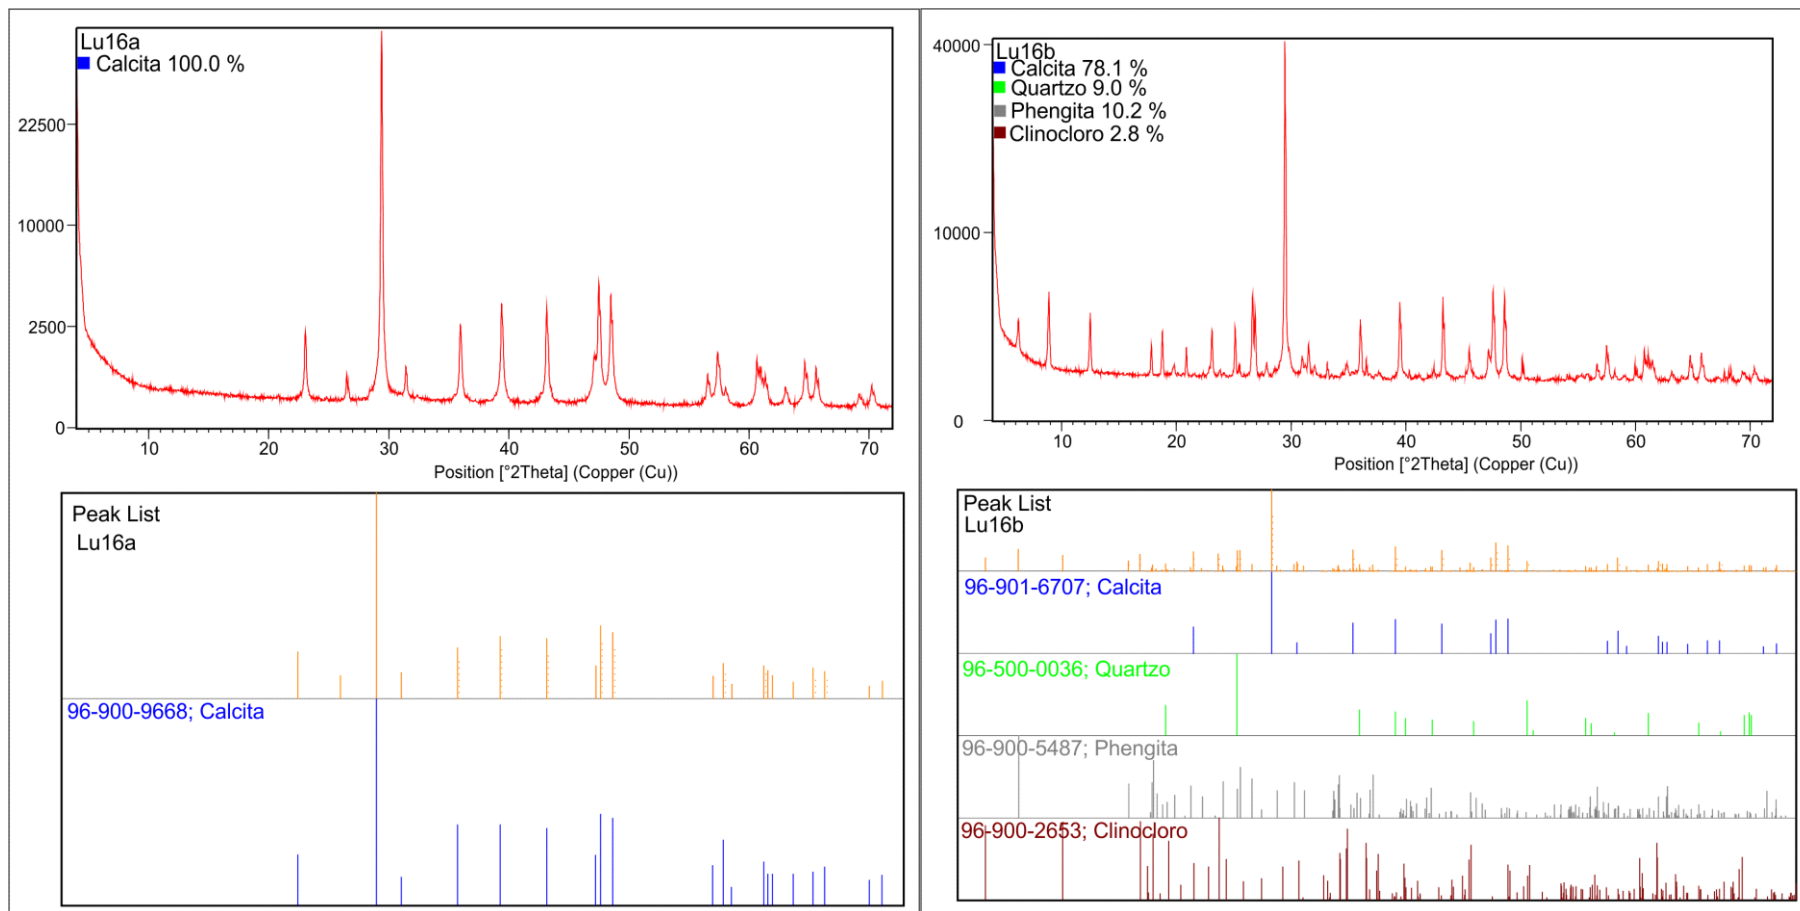 Lu16a
Calcita 100.0 %
22500
10000
2500
0
10 20 30 40 50 60 70
Position [°2Theta] (Copper (Cu))
Peak List
Lu16a
96-900-9668; Calcita
40000
Lu16b
Calcita 78.1 %
Quartzo 9.0 %
Phengita 10.2 %
Clinocloro 2.8 %
10000
0
10 20 30 40 50 60 70
Position [°2Theta] (Copper (Cu))
Peak List
Lu16b
96-901-6707; Calcita
96-500-0036; Quartzo
96-900-5487; Phengita
96-900-2653; Clinocloro